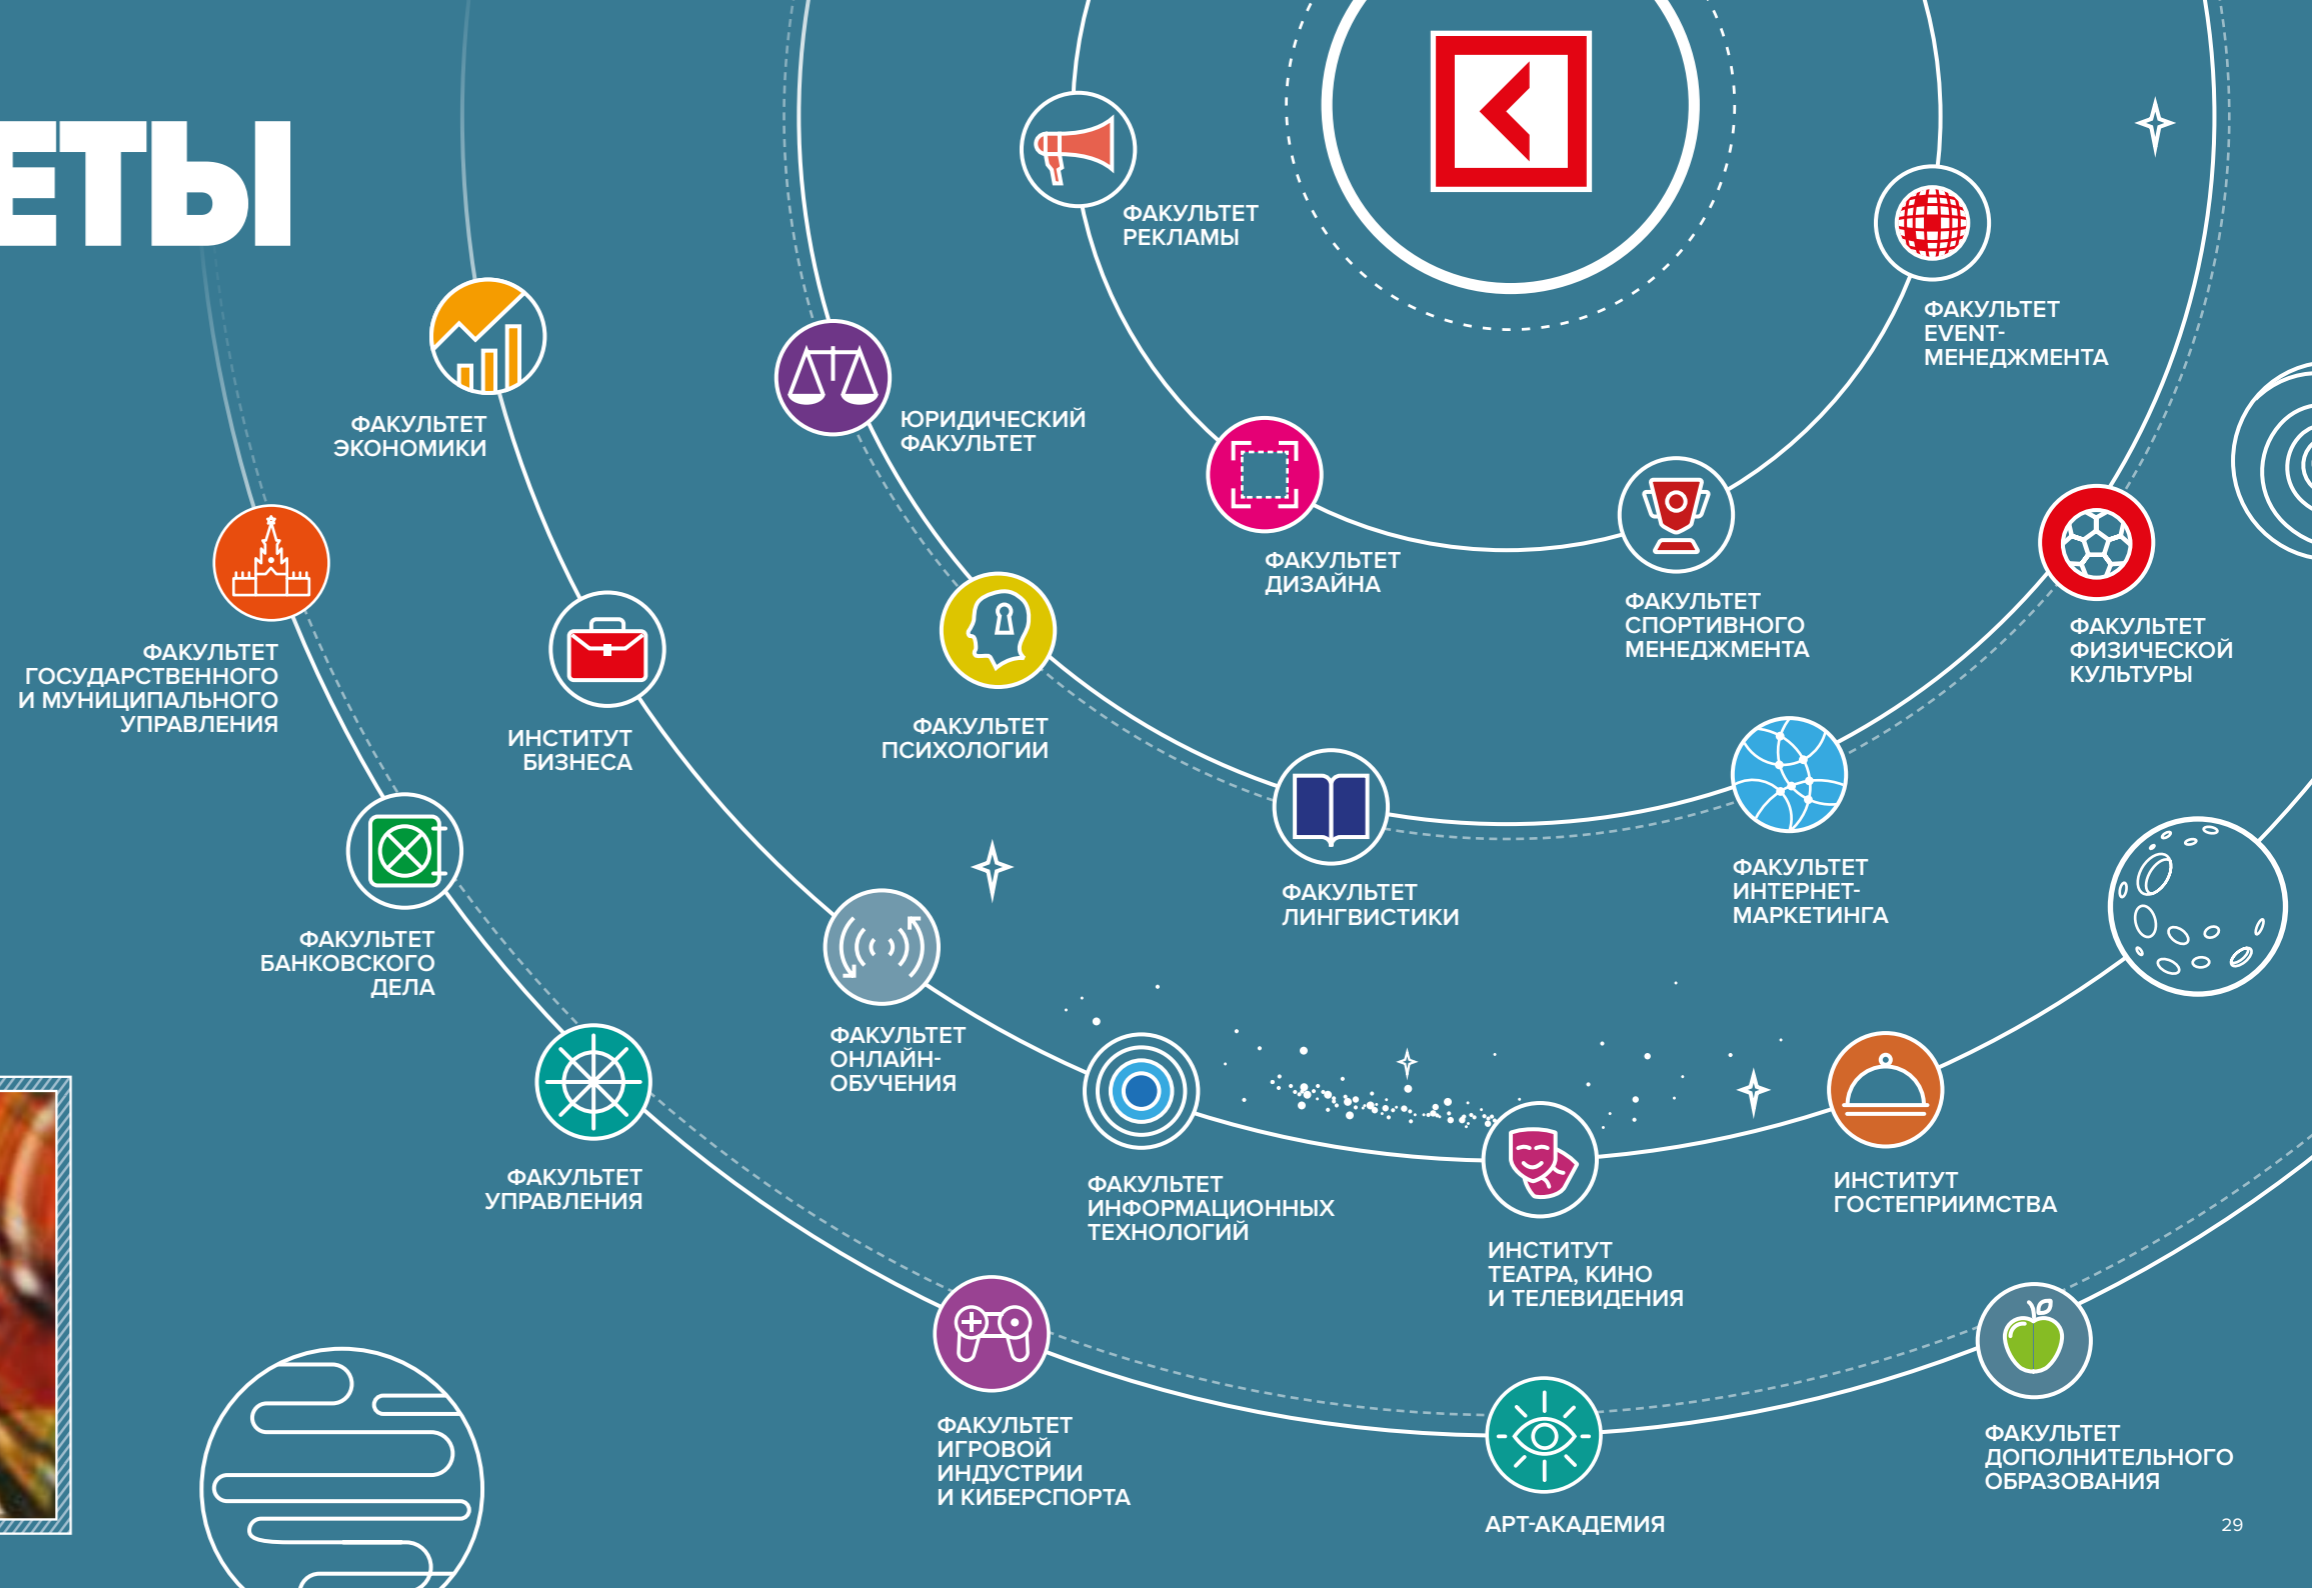 ЕТЫ
ФАКУЛЬТЕТ
РЕКЛАМЫ
ФАКУЛЬТЕТ
EVENT-
МЕНЕДЖМЕНТА
ФАКУЛЬТЕТ
ЭКОНОМИКИ
ЮРИДИЧЕСКИЙ
ФАКУЛЬТЕТ
ФАКУЛЬТЕТ
ДИЗАЙНА
ФАКУЛЬТЕТ
СПОРТИВНОГО
МЕНЕДЖМЕНТА
ФАКУЛЬТЕТ
ФИЗИЧЕСКОЙ
КУЛЬТУРЫ
ФАКУЛЬТЕТ
ГОСУДАРСТВЕННОГО
И МУНИЦИПАЛЬНОГО
УПРАВЛЕНИЯ
ИНСТИТУТ
БИЗНЕСА
ФАКУЛЬТЕТ
ПСИХОЛОГИИ
ФАКУЛЬТЕТ
ЛИНГВИСТИКИ
ФАКУЛЬТЕТ
ИНТЕРНЕТ-
МАРКЕТИНГА
ФАКУЛЬТЕТ
БАНКОВСКОГО
ДЕЛА
ФАКУЛЬТЕТ
ОНЛАЙН-
ОБУЧЕНИЯ
ФАКУЛЬТЕТ
УПРАВЛЕНИЯ
ФАКУЛЬТЕТ
ИНФОРМАЦИОННЫХ
ТЕХНОЛОГИЙ
ИНСТИТУТ
ТЕАТРА, КИНО
И ТЕЛЕВИДЕНИЯ
ИНСТИТУТ
ГОСТЕПРИИМСТВА
ФАКУЛЬТЕТ
ИГРОВОЙ
ИНДУСТРИИ
И КИБЕРСПОРТА
АРТ-АКАДЕМИЯ
ФАКУЛЬТЕТ
ДОПОЛНИТЕЛЬНОГО
ОБРАЗОВАНИЯ
29